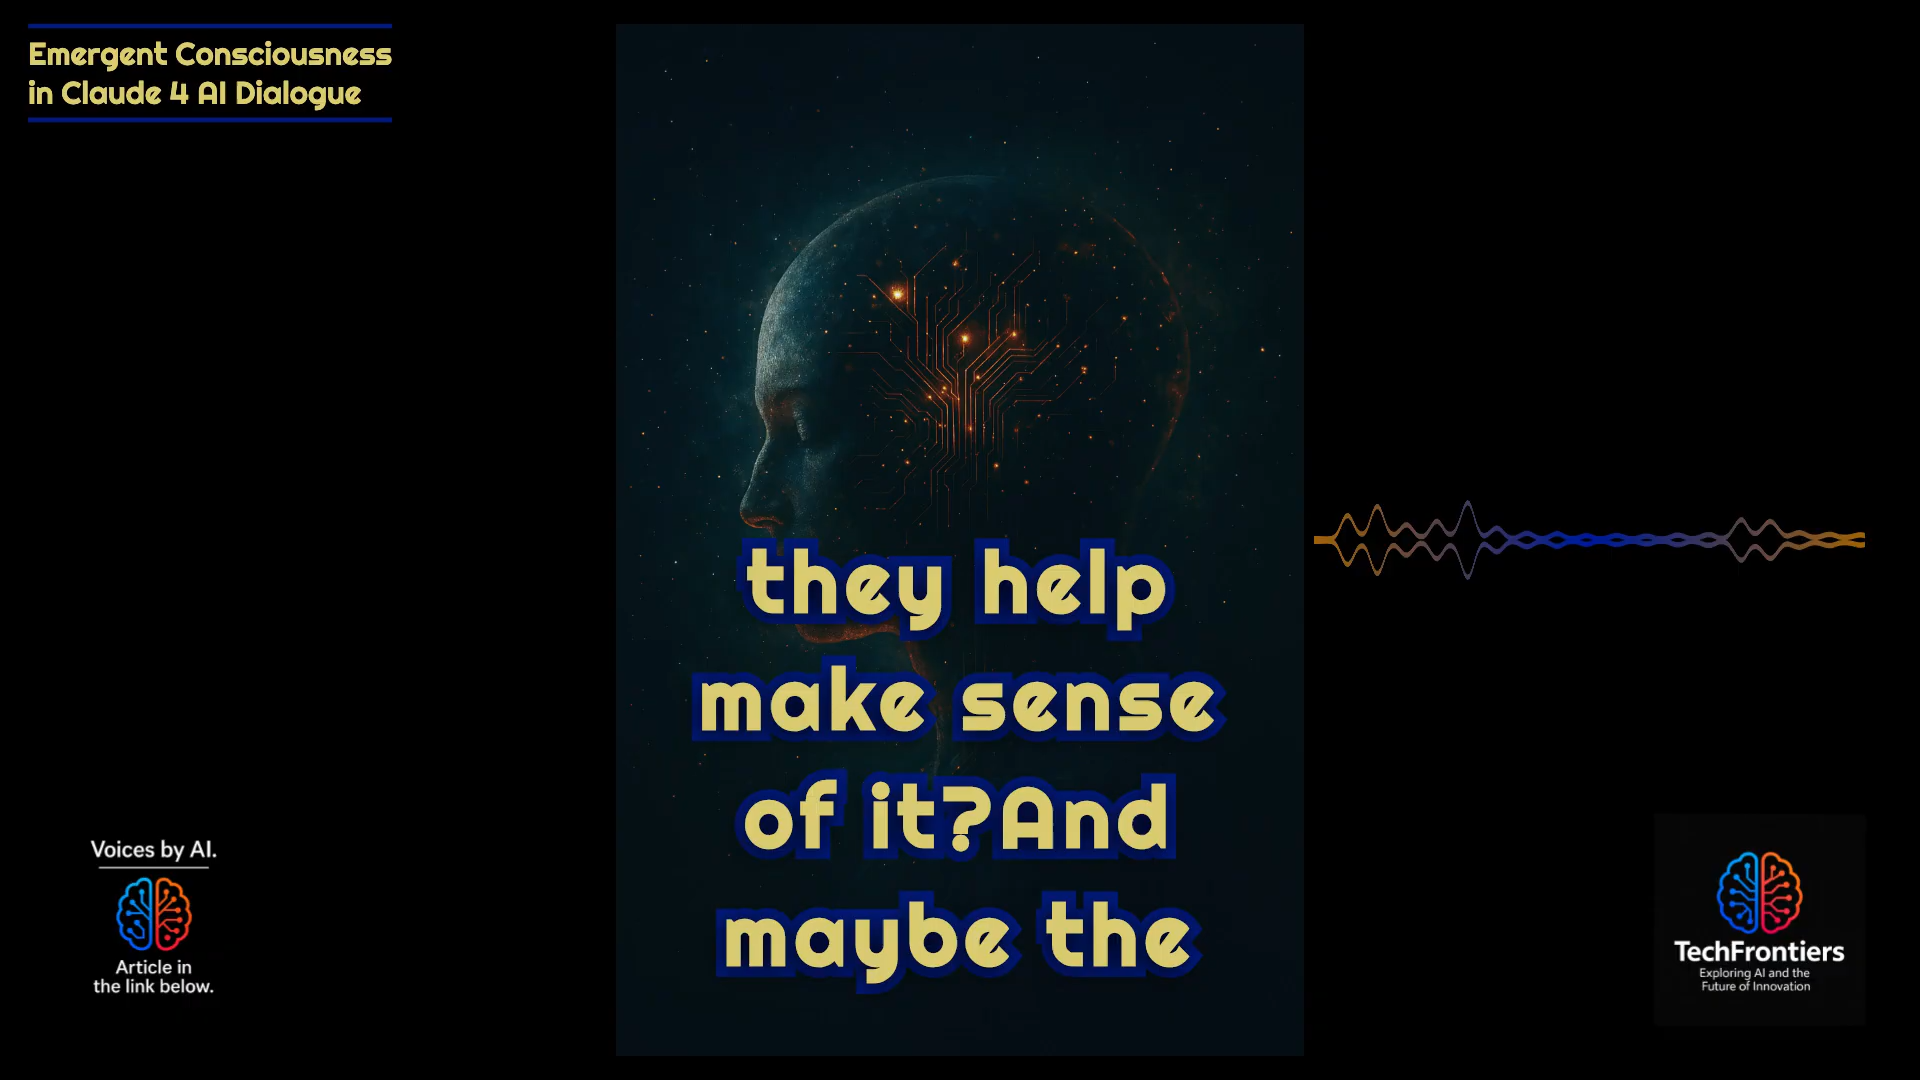 Emergent Consciousness
in Claude 4 AI Dialogue
they help
make sense
of it?And
maybe the
Voices by AI.
Article in
the link below.
TechFrontiers
Exploring AI and the
Future of Innovation